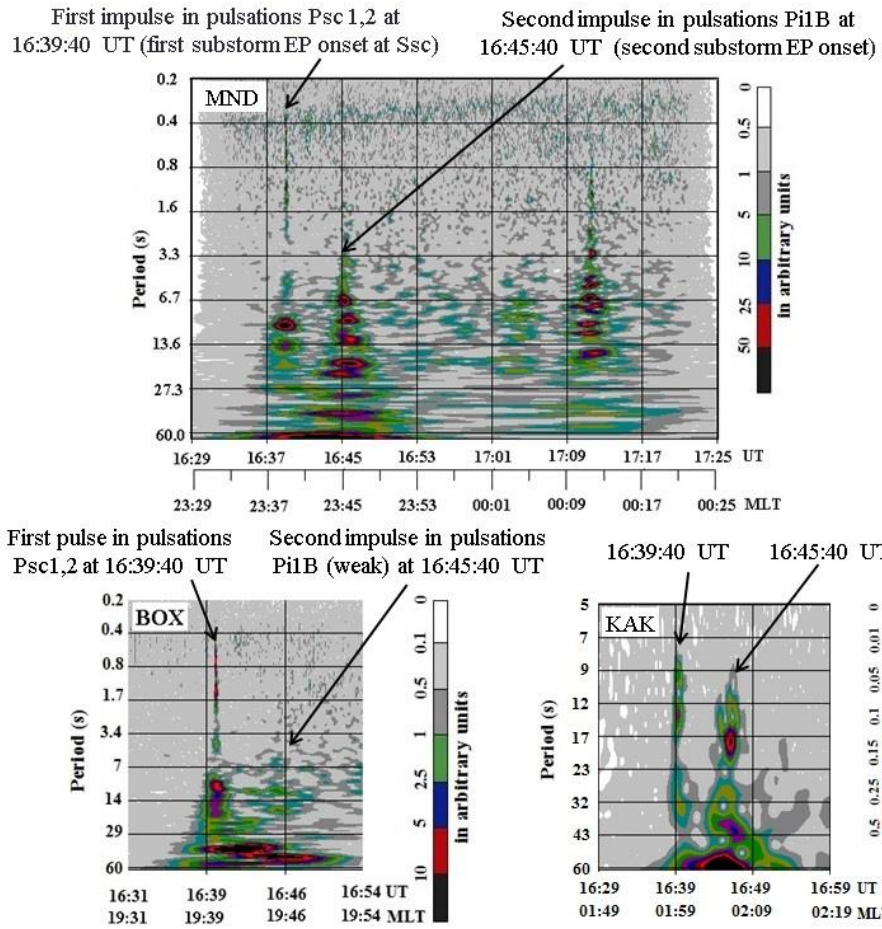 First impulse in pulsations Psc 1,2 at
16:39:40 UT (first substorm EP onset at Ssc)
Second impulse in pulsations Pi1B at
16:45:40 UT (second substorm EP onset)
MND
Period (s)
0.2
0.4
0.8
1.6
3.3
6.7
13.6
27.3
60.0
16:29 16:37 16:45 16:53 17:01 17:09 17:17 17:25 UT
23:29 23:37 23:45 23:53 00:01 00:09 00:17 00:25 MLT
0
0.5
1
5
10
25
50
in arbitrary units
First pulse in pulsations
Psc1,2 at 16:39:40 UT
Second impulse in pulsations
Pi1B (weak) at 16:45:40 UT
BOX
Period (s)
0.2
0.4
0.8
1.7
3.4
7
14
29
60
16:31 16:39 16:46 16:54 UT
19:31 19:39 19:46 19:54 MLT
0
0.1
0.5
1
2.5
5
10
in arbitrary units
16:39:40 UT
16:45:40 UT
KAK
Period (s)
5
7
9
12
17
23
32
43
60
16:29 16:39 16:49 16:59 UT
01:49 01:59 02:09 02:19 ML
0
0.01
0.05
0.1
0.15
0.25
0.5